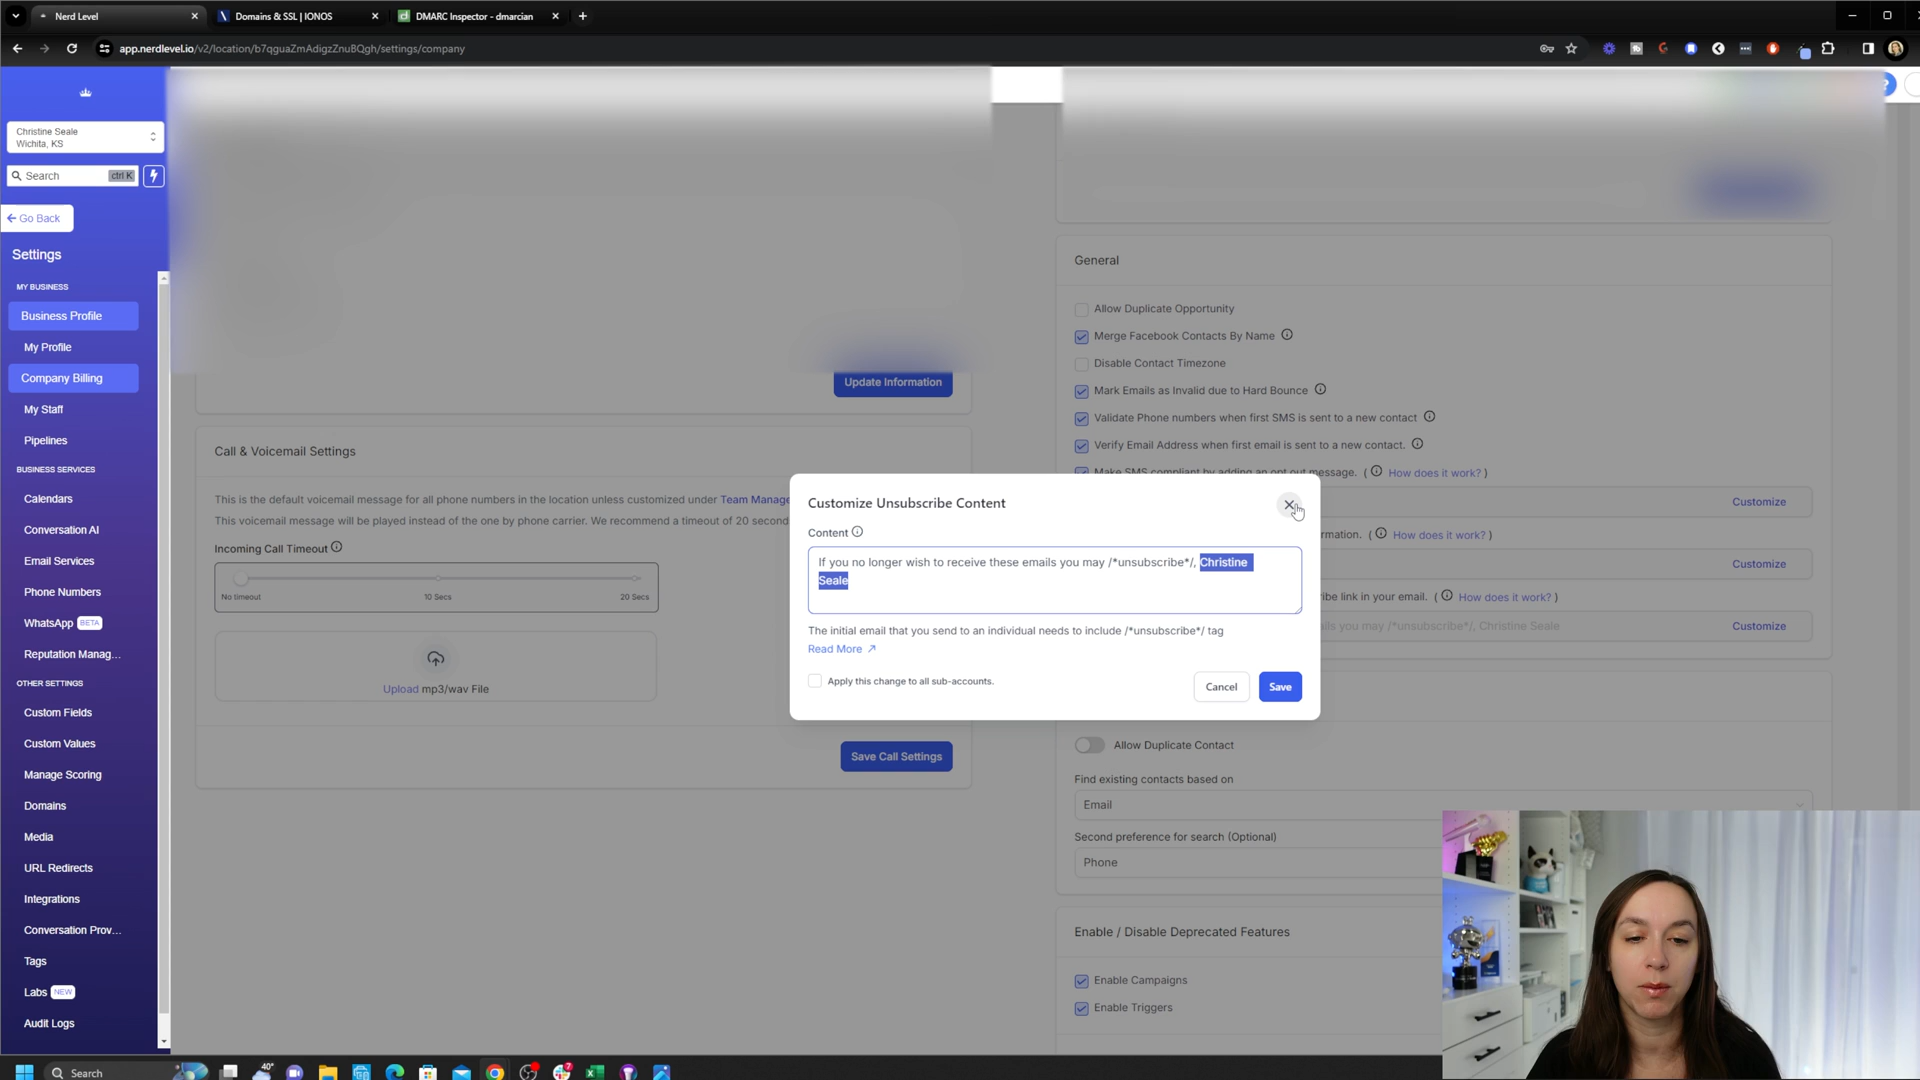 Nerd Level
Domains & SSL | IONOS
DMARC Inspector - dmarcian
app.nerdlevel.io/v2/location/b7qguaZmAdigzZnuBQgh/settings/company
Christine Seale
Wichita, KS
Search
ctrl K
Go Back
Settings
MY BUSINESS
Business Profile
My Profile
Company Billing
My Staff
Pipelines
BUSINESS SERVICES
Calendars
Conversation AI
Email Services
Phone Numbers
WhatsApp BETA
Reputation Manag...
OTHER SETTINGS
Custom Fields
Custom Values
Manage Scoring
Domains
Media
URL Redirects
Integrations
Conversation Prov...
Tags
Labs NEW
Audit Logs
Update Information
Call & Voicemail Settings
This is the default voicemail message for all phone numbers in the location unless customized under Team Manage
This voicemail message will be played instead of the one by phone carrier. We recommend a timeout of 20 second
Incoming Call Timeout
No timeout
10 Secs
20 Secs
Upload mp3/wav File
Save Call Settings
Customize Unsubscribe Content
Content
If you no longer wish to receive these emails you may /*unsubscribe*/, Christine
Seale
The initial email that you send to an individual needs to include /*unsubscribe*/ tag
Read More
Apply this change to all sub-accounts.
Cancel
Save
General
Allow Duplicate Opportunity
Merge Facebook Contacts By Name
Disable Contact Timezone
Mark Emails as Invalid due to Hard Bounce
Validate Phone numbers when first SMS is sent to a new contact
Verify Email Address when first email is sent to a new contact.
Make SMS compliant by adding an opt out message. ( How does it work? )
Customize
rmation. ( How does it work? )
Customize
ribe link in your email. ( How does it work? )
ils you may /*unsubscribe*/, Christine Seale
Customize
Allow Duplicate Contact
Find existing contacts based on
Email
Second preference for search (Optional)
Phone
Enable / Disable Deprecated Features
Enable Campaigns
Enable Triggers
Search
40°